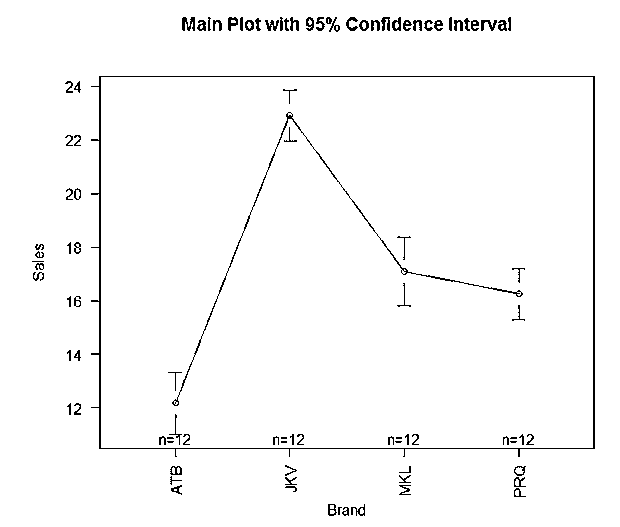 Main Plot with 95% Confidence Interval
24
22
20
18
16
14
12
Sales
n=12 n=12 n=12 n=12
ATB JKV MKL PRQ
Brand